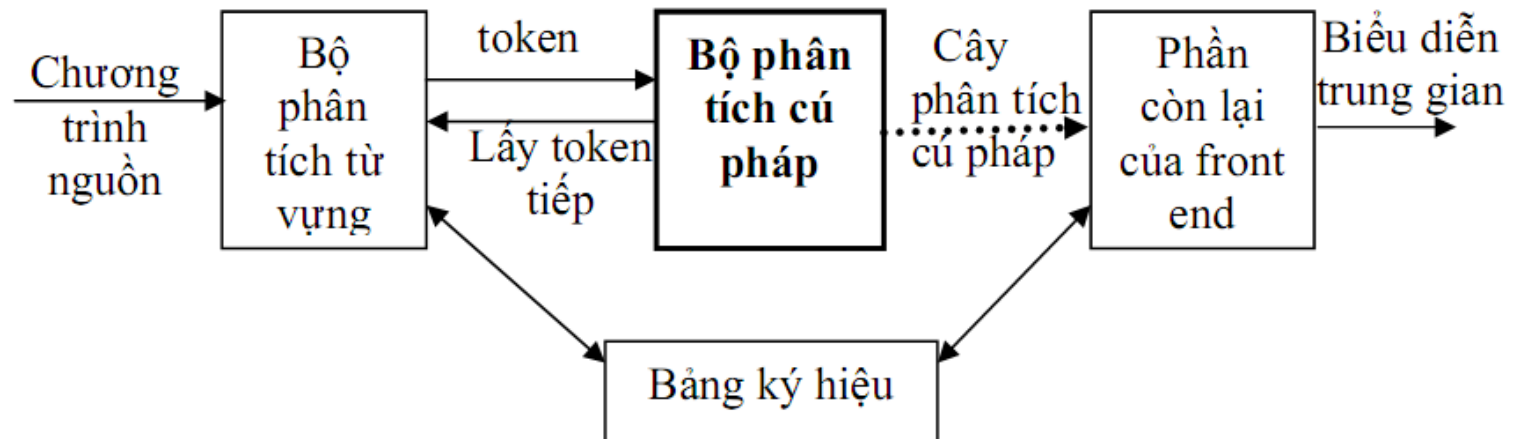 Chương
trình
nguồn
Bộ
phân
tích từ
vựng
token
Lấy token
tiếp
Bộ phân
tích cú
pháp
Cây
phân tích
cú pháp
Phần
còn lại
của front
end
Biểu diễn
trung gian
Bảng ký hiệu